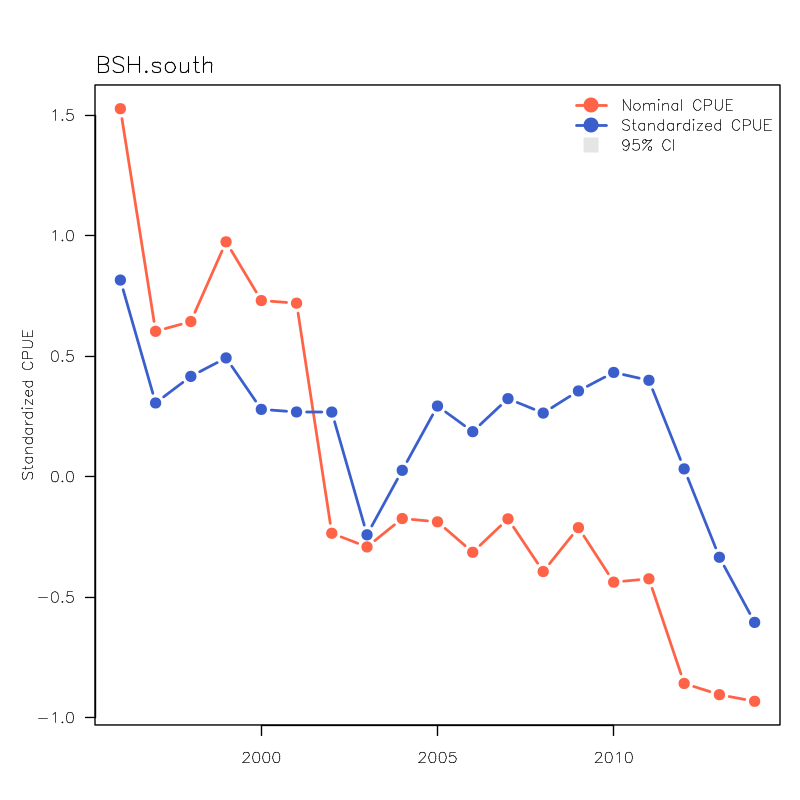 BSH.south
Nominal CPUE
Standardized CPUE
95% CI
Standardized CPUE
1.5
1.0
0.5
0.0
−0.5
−1.0
2000 2005 2010